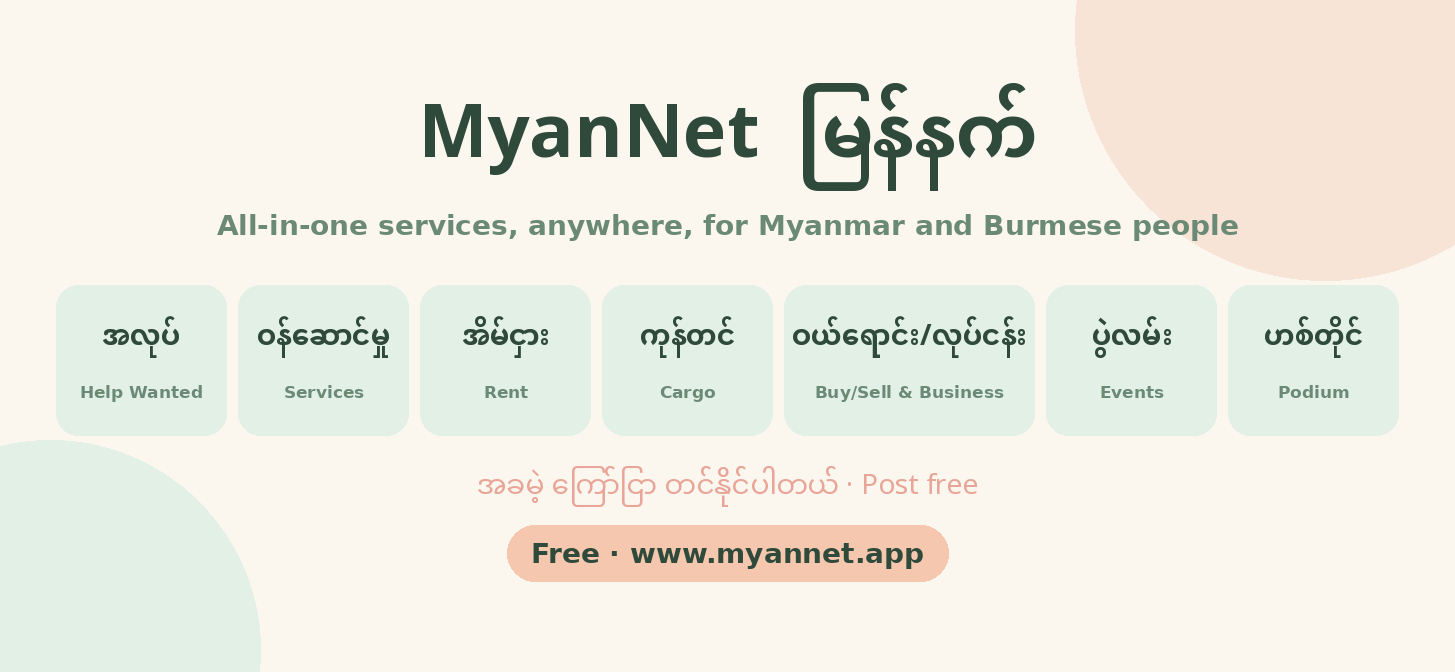 MyanNet မြန်နက်
All-in-one services, anywhere, for Myanmar and Burmese people
အလုပ်
Help Wanted
ဝန်ဆောင်မှု
Services
အိမ်ငှား
Rent
ကုန်တင်
Cargo
ဝယ်ရောင်း/လုပ်ငန်း
Buy/Sell & Business
ပွဲလမ်း
Events
ဟစ်တိုင်
Podium
အခမဲ့ ကြော်ငြာ တင်နိုင်ပါတယ် · Post free
Free · www.myannet.app